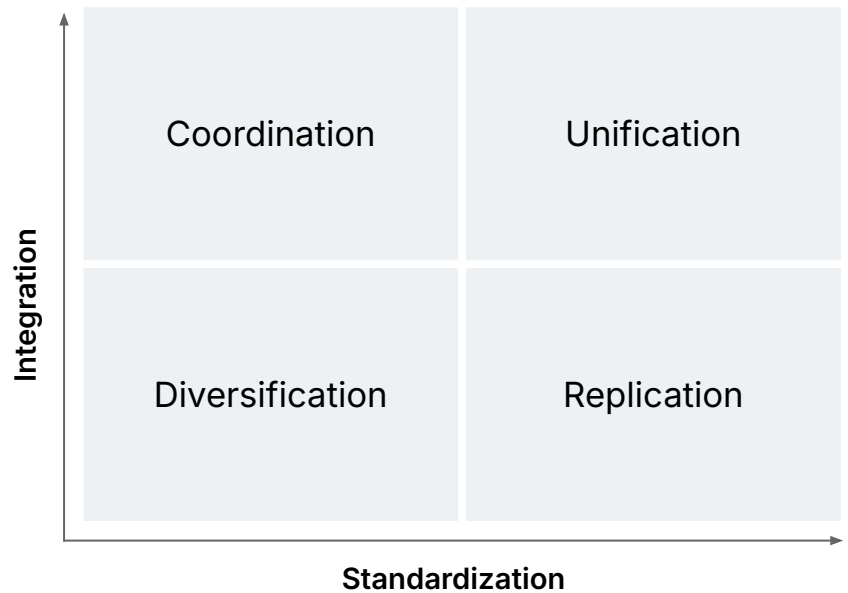 Coordination
Unification
Integration
Diversification
Replication
Standardization